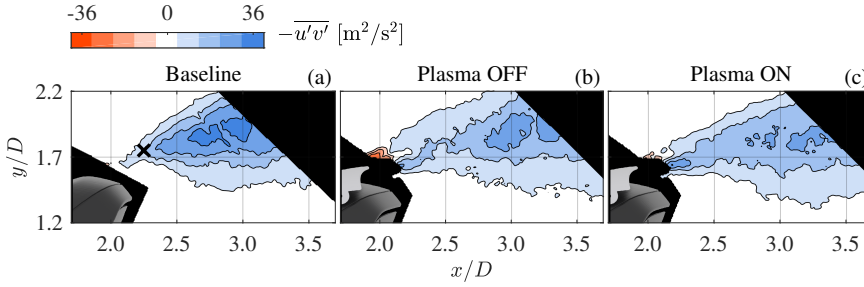 -36 0 36 $-\overline{u'v'}$ [m²/s²]
Baseline (a) Plasma OFF (b) Plasma ON (c)
2.2
1.7
1.2
y/D
2.0 2.5 3.0 3.5 2.0 2.5 3.0 3.5 2.0 2.5 3.0 3.5
x/D